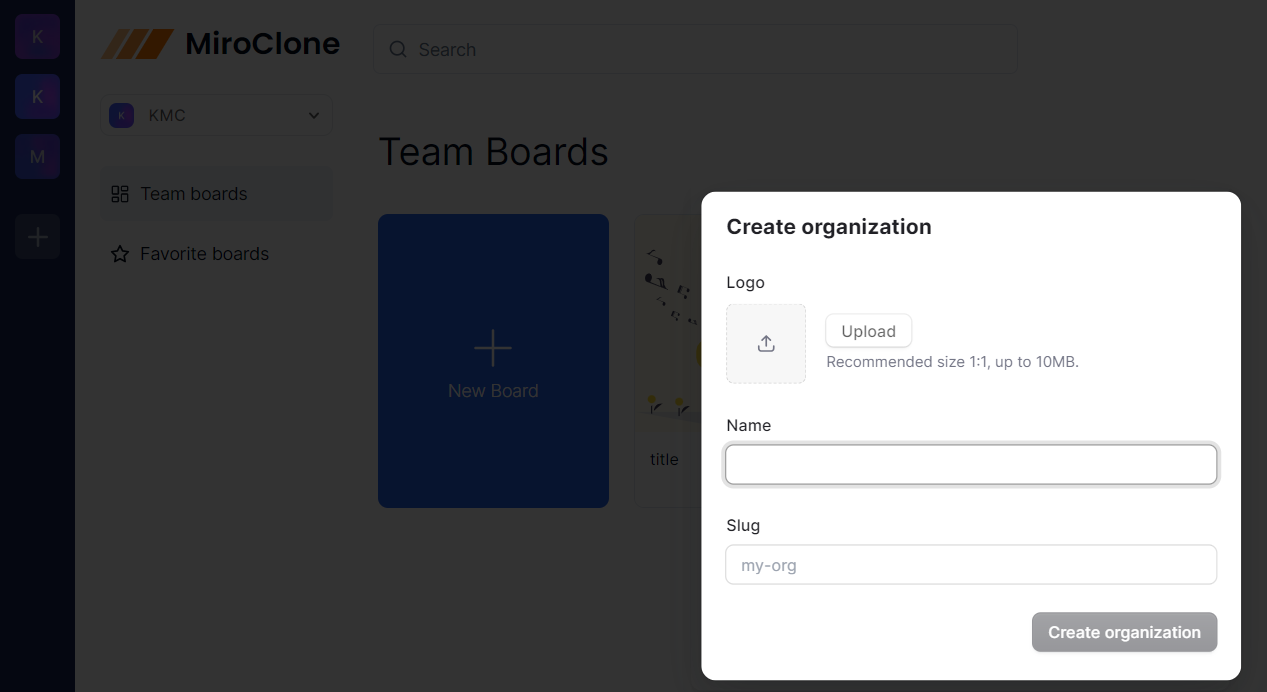 K
K
M
MiroClone
Search
K
KMC
Team boards
Favorite boards
Team Boards
New Board
title
Create organization
Logo
Upload
Recommended size 1:1, up to 10MB.
Name
Slug
my-org
Create organization